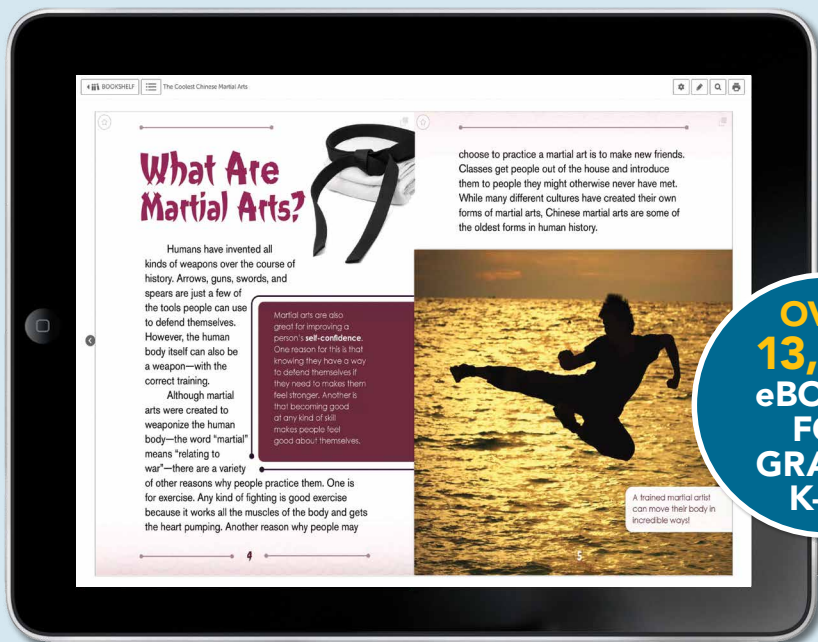 BOOKSHELF
The Coolest Chinese Martial Arts
What Are
Martial Arts?
Humans have invented all
kinds of weapons over the course of
history. Arrows, guns, swords, and
spears are just a few of
the tools people can use
to defend themselves.
However, the human
body itself can also be
a weapon—with the
correct training.
Although martial
arts were created to
weaponize the human
body—the word "martial"
means "relating to
war"—there are a variety
of other reasons why people practice them. One is
for exercise. Any kind of fighting is good exercise
because it works all the muscles of the body and gets
the heart pumping. Another reason why people may
Martial arts are also
great for improving a
person's self-confidence.
One reason for this is that
knowing they have a way
to defend themselves if
they need to makes them
feel stronger. Another is
that becoming good
at any kind of skill
makes people feel
good about themselves.
4
choose to practice a martial art is to make new friends.
Classes get people out of the house and introduce
them to people they might otherwise never have met.
While many different cultures have created their own
forms of martial arts, Chinese martial arts are some of
the oldest forms in human history.
A trained martial artist
can move their body in
incredible ways!
5
13,